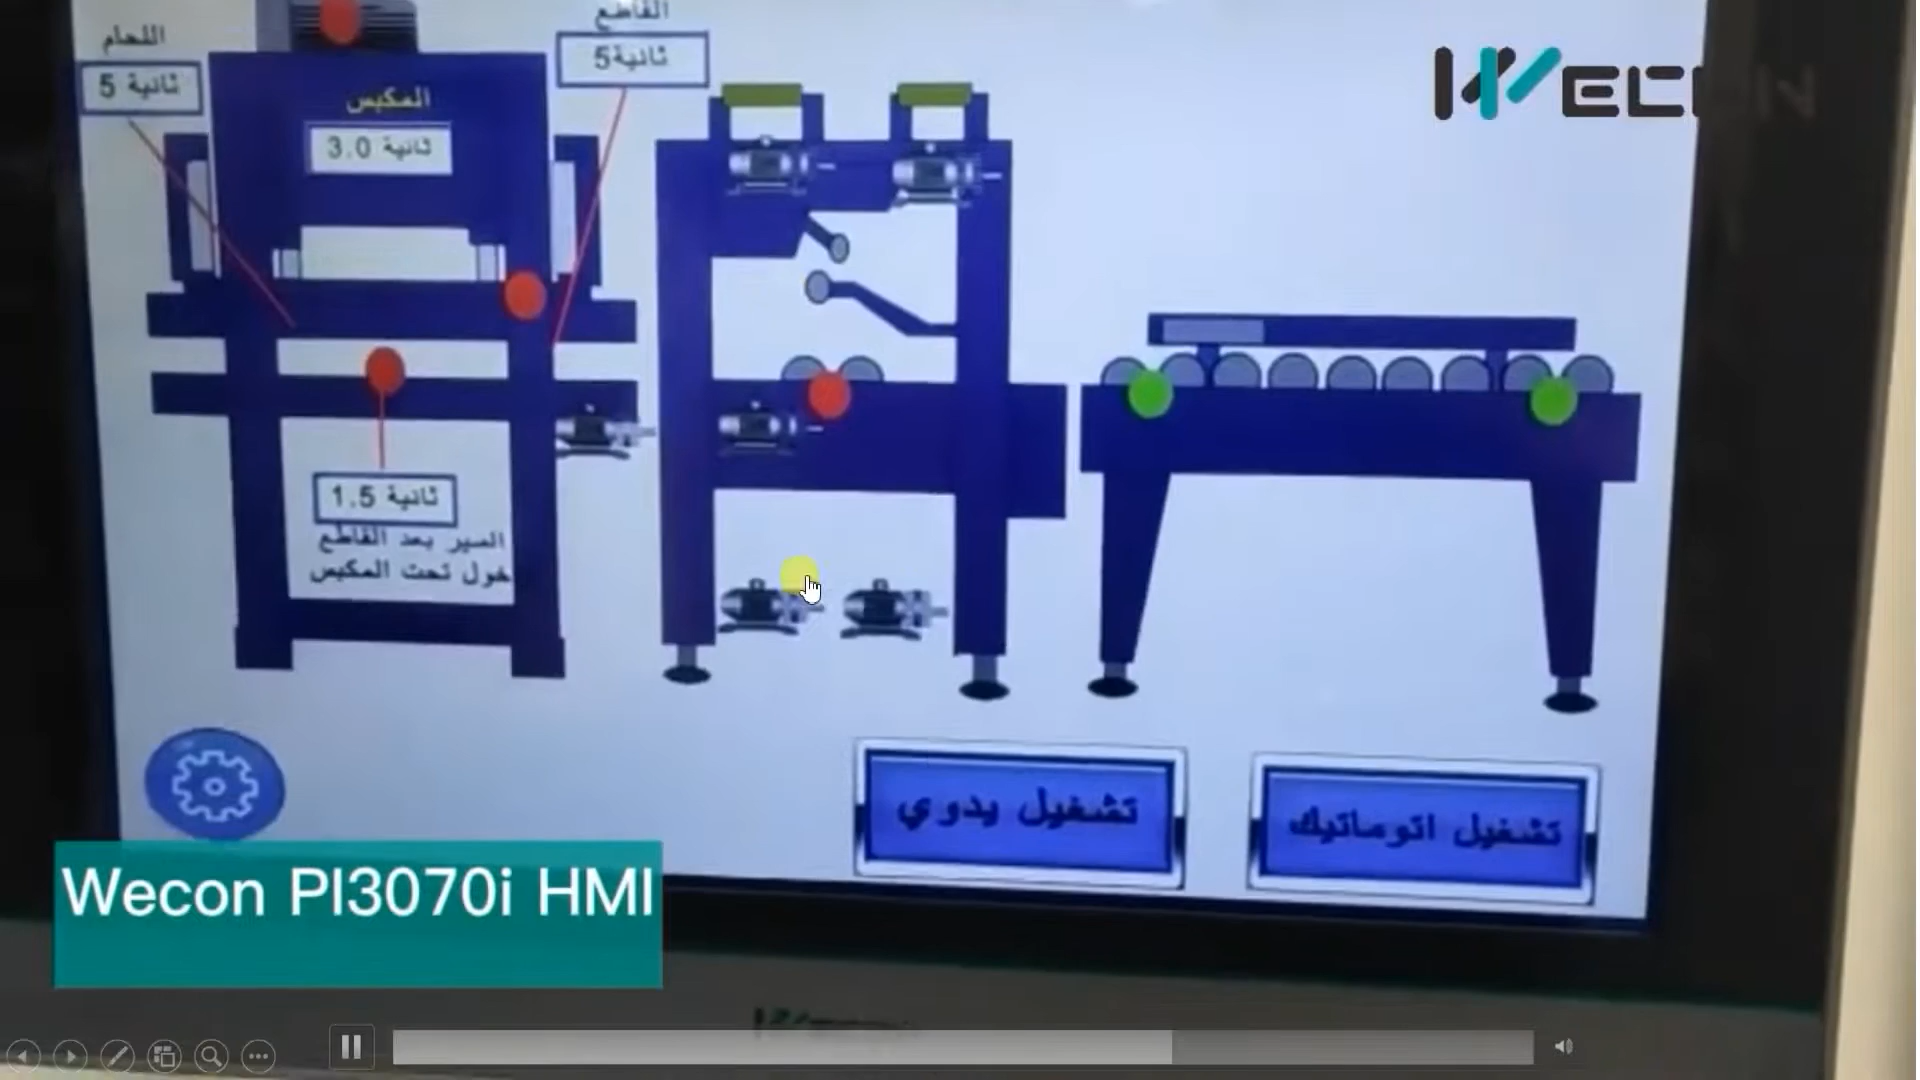 اللحام
5 ثانية
القاطع
5ثانية
المكبس
3.0 ثانية
1.5 ثانية
السير بعد القاطع
خول تحت المكبس
تشغيل يدوي
تشغيل اتوماتيك
WECON
Wecon PI3070i HMI